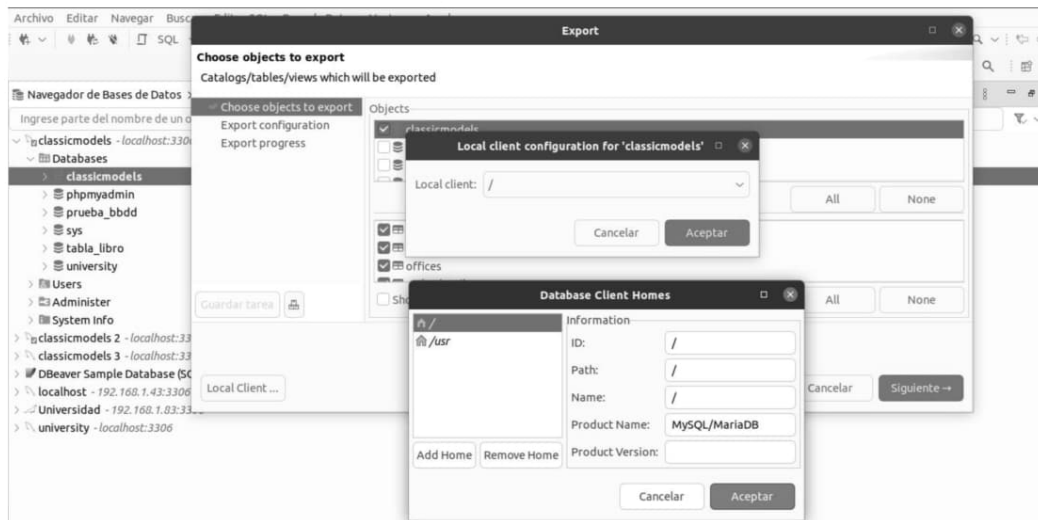 Archivo Editar Navegar Busc
SQL
Export
Choose objects to export
Catalogs/tables/views which will be exported
Navegador de Bases de Datos
Ingrese parte del nombre de un o
classicmodels - localhost:330
Databases
classicmodels
phpmyadmin
prueba_bbdd
sys
tabla_libro
university
Users
Administer
System Info
classicmodels 2 - localhost:33
classicmodels 3 - localhost:33
DBeaver Sample Database (SQ
localhost - 192.168.1.43:3306
Universidad - 192.168.1.83:33
university - localhost:3306
Choose objects to export
Export configuration
Export progress
Guardar tarea
Local Client ...
Objects
classicmodels
All
None
offices
Sho
All
None
Cancelar
Siguiente →
Local client configuration for 'classicmodels'
Local client: /
Cancelar
Aceptar
Database Client Homes
/
/usr
Add Home
Remove Home
Information
ID: /
Path: /
Name: /
Product Name: MySQL/MariaDB
Product Version:
Cancelar
Aceptar